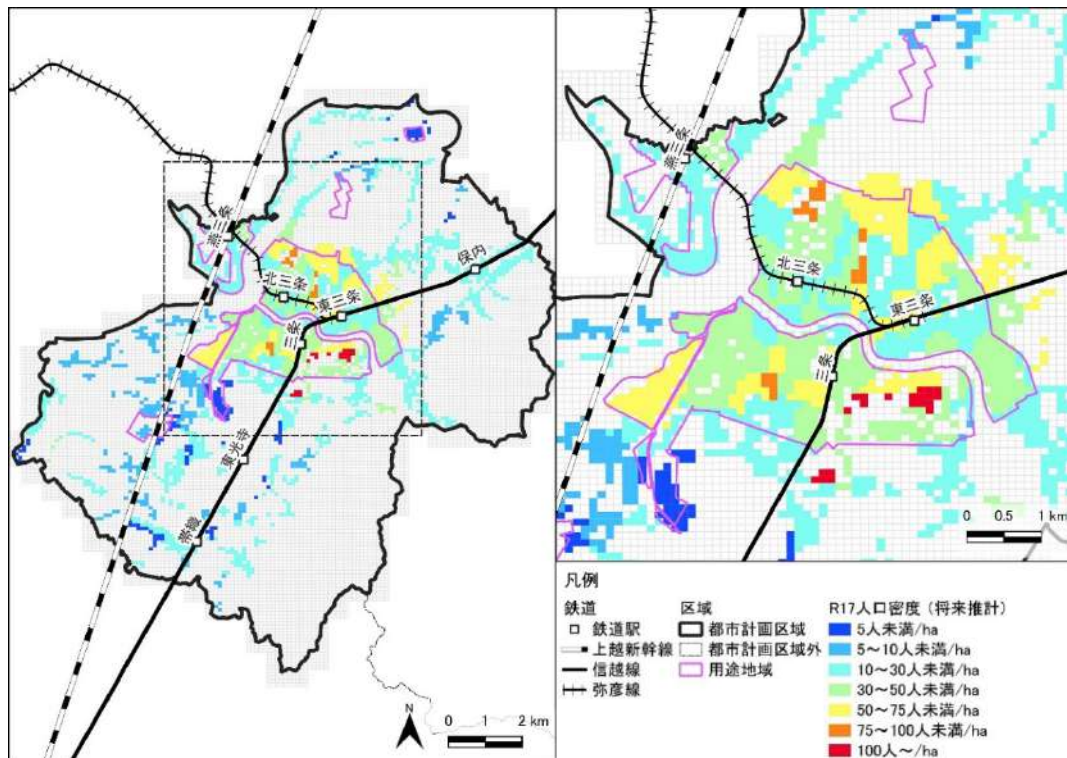 燕三条
北三条
東三条
保内
三条
東光寺
帯織
N
0 1 2 km
燕三条
北三条
東三条
三条
0 0.5 1 km
凡例
鉄道
鉄道駅
上越新幹線
信越線
弥彦線
区域
都市計画区域
都市計画区域外
用途地域
R17人口密度（将来推計）
5人未満/ha
5～10人未満/ha
10～30人未満/ha
30～50人未満/ha
50～75人未満/ha
75～100人未満/ha
100人～/ha